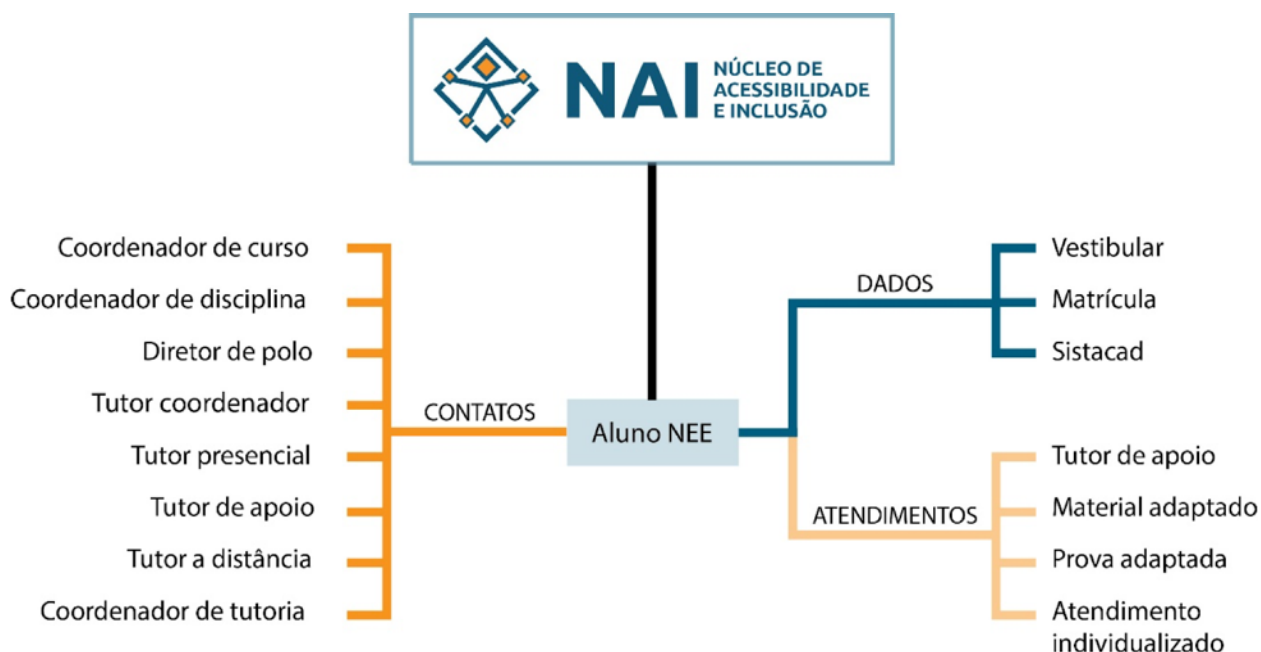 NAI
NÚCLEO DE
ACESSIBILIDADE
E INCLUSÃO
Coordenador de curso
Coordenador de disciplina
Diretor de polo
Tutor coordenador
Tutor presencial
Tutor de apoio
Tutor a distância
Coordenador de tutoria
CONTATOS
Aluno NEE
DADOS
Vestibular
Matrícula
Sistacad
ATENDIMENTOS
Tutor de apoio
Material adaptado
Prova adaptada
Atendimento
individualizado